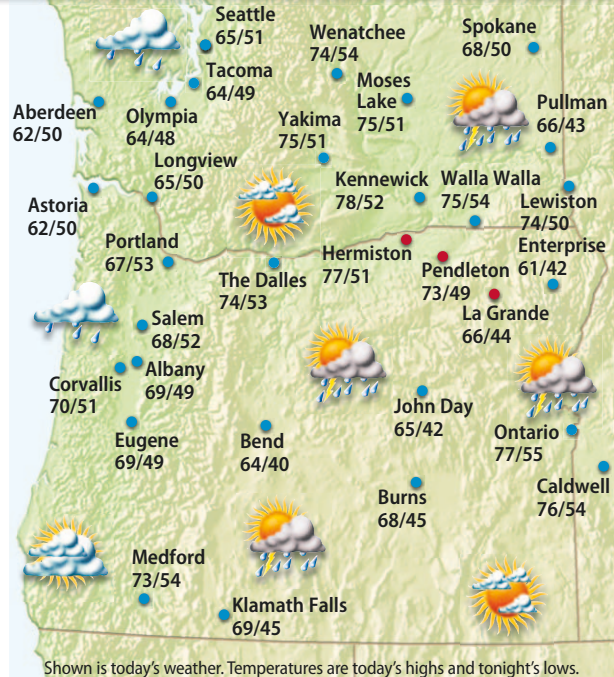 Seattle
65/51
Wenatchee
74/54
Spokane
68/50
Tacoma
64/49
Moses
Lake
75/51
Pullman
66/43
Aberdeen
62/50
Olympia
64/48
Yakima
75/51
Longview
65/50
Kennewick
78/52
Walla Walla
75/54
Lewiston
74/50
Astoria
62/50
Portland
67/53
The Dalles
74/53
Hermiston
77/51
Pendleton
73/49
Enterprise
61/42
La Grande
66/44
Salem
68/52
Albany
69/49
Corvallis
70/51
John Day
65/42
Eugene
69/49
Bend
64/40
Ontario
77/55
Burns
68/45
Caldwell
76/54
Medford
73/54
Klamath Falls
69/45
Shown is today's weather. Temperatures are today's highs and tonight's lows.